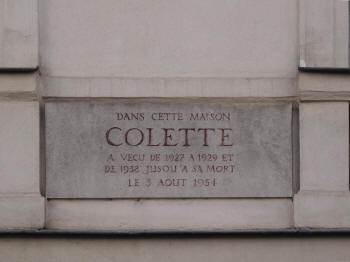 DANS CETTE MAISON
COLETTE
A VECU DE 1927 A 1929 ET
DE 1938 JUSQU'A SA MORT
LE 3 AOUT 1954